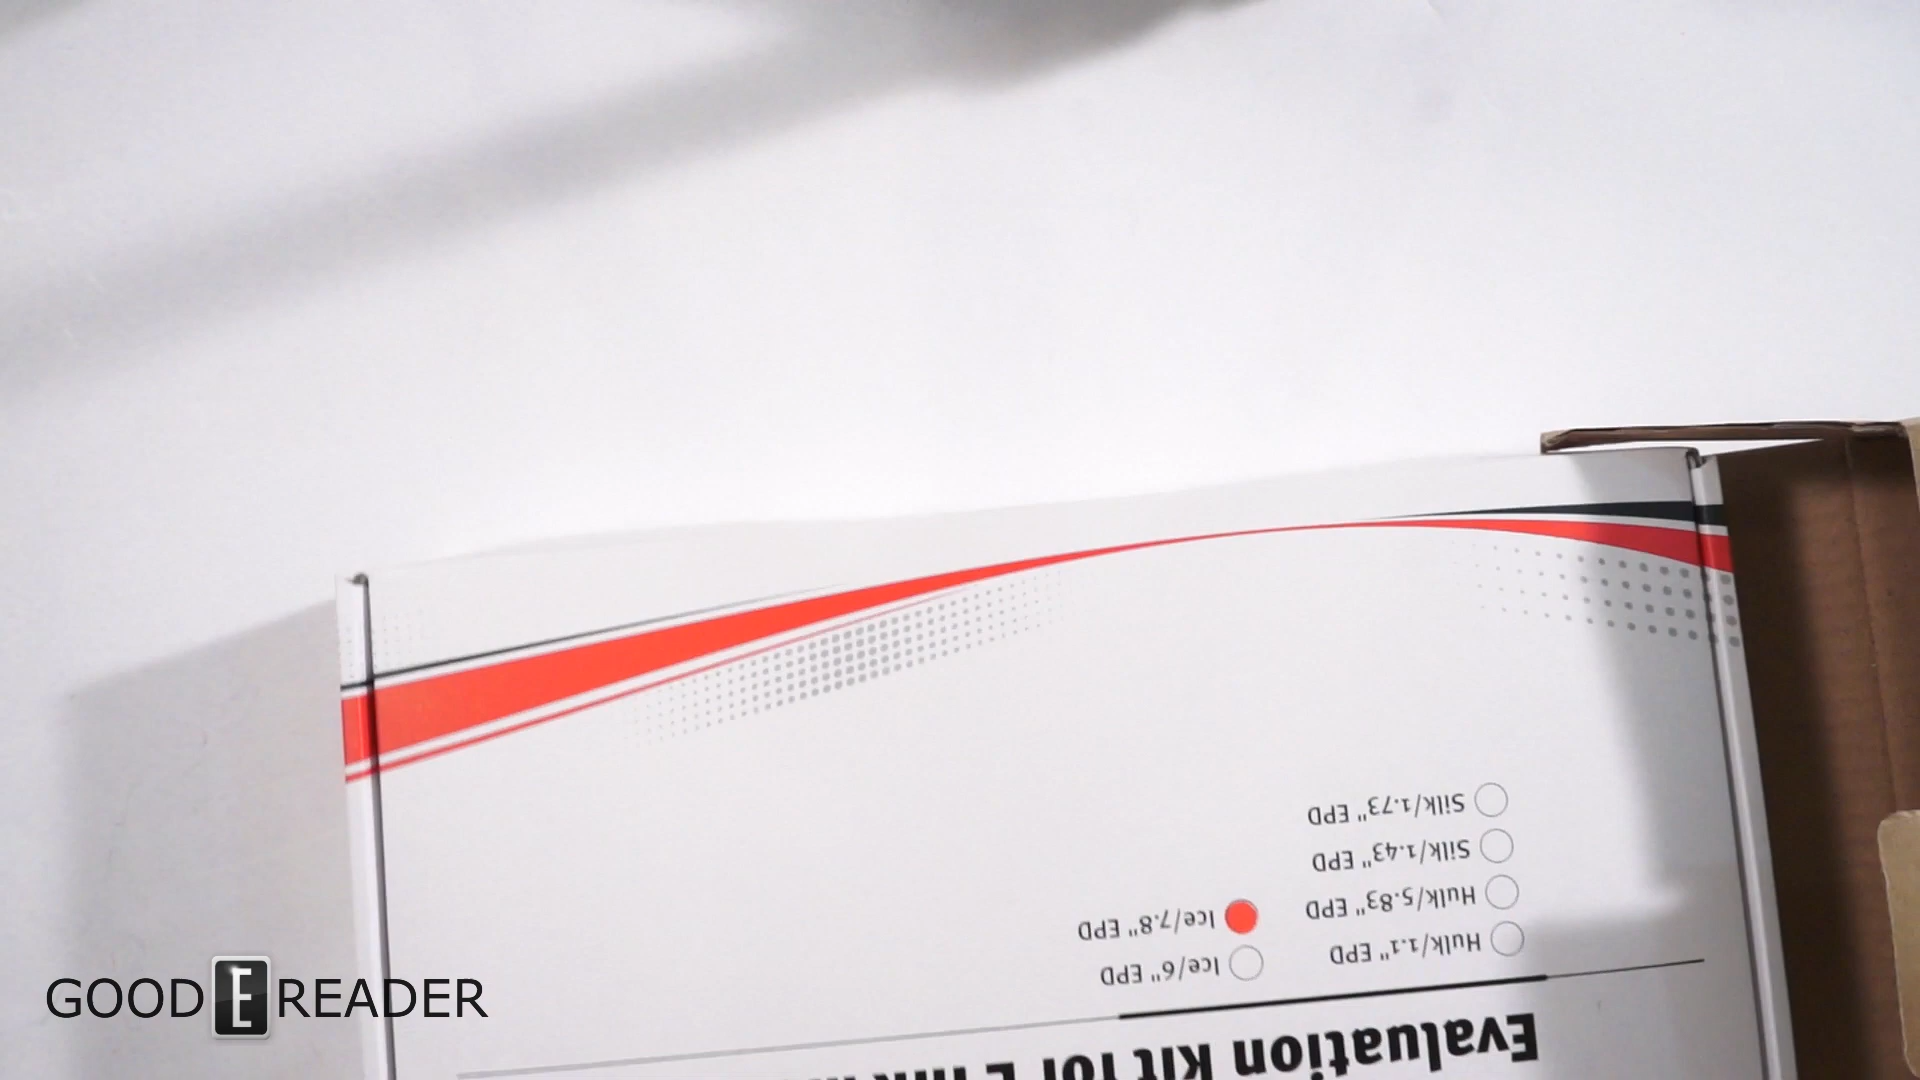 Evaluation Kit for E Ink
Hulk/1.1" EPD
Hulk/5.83" EPD
Silk/1.43" EPD
Silk/1.73" EPD
Ice/6" EPD
Ice/7.8" EPD
GOOD E READER